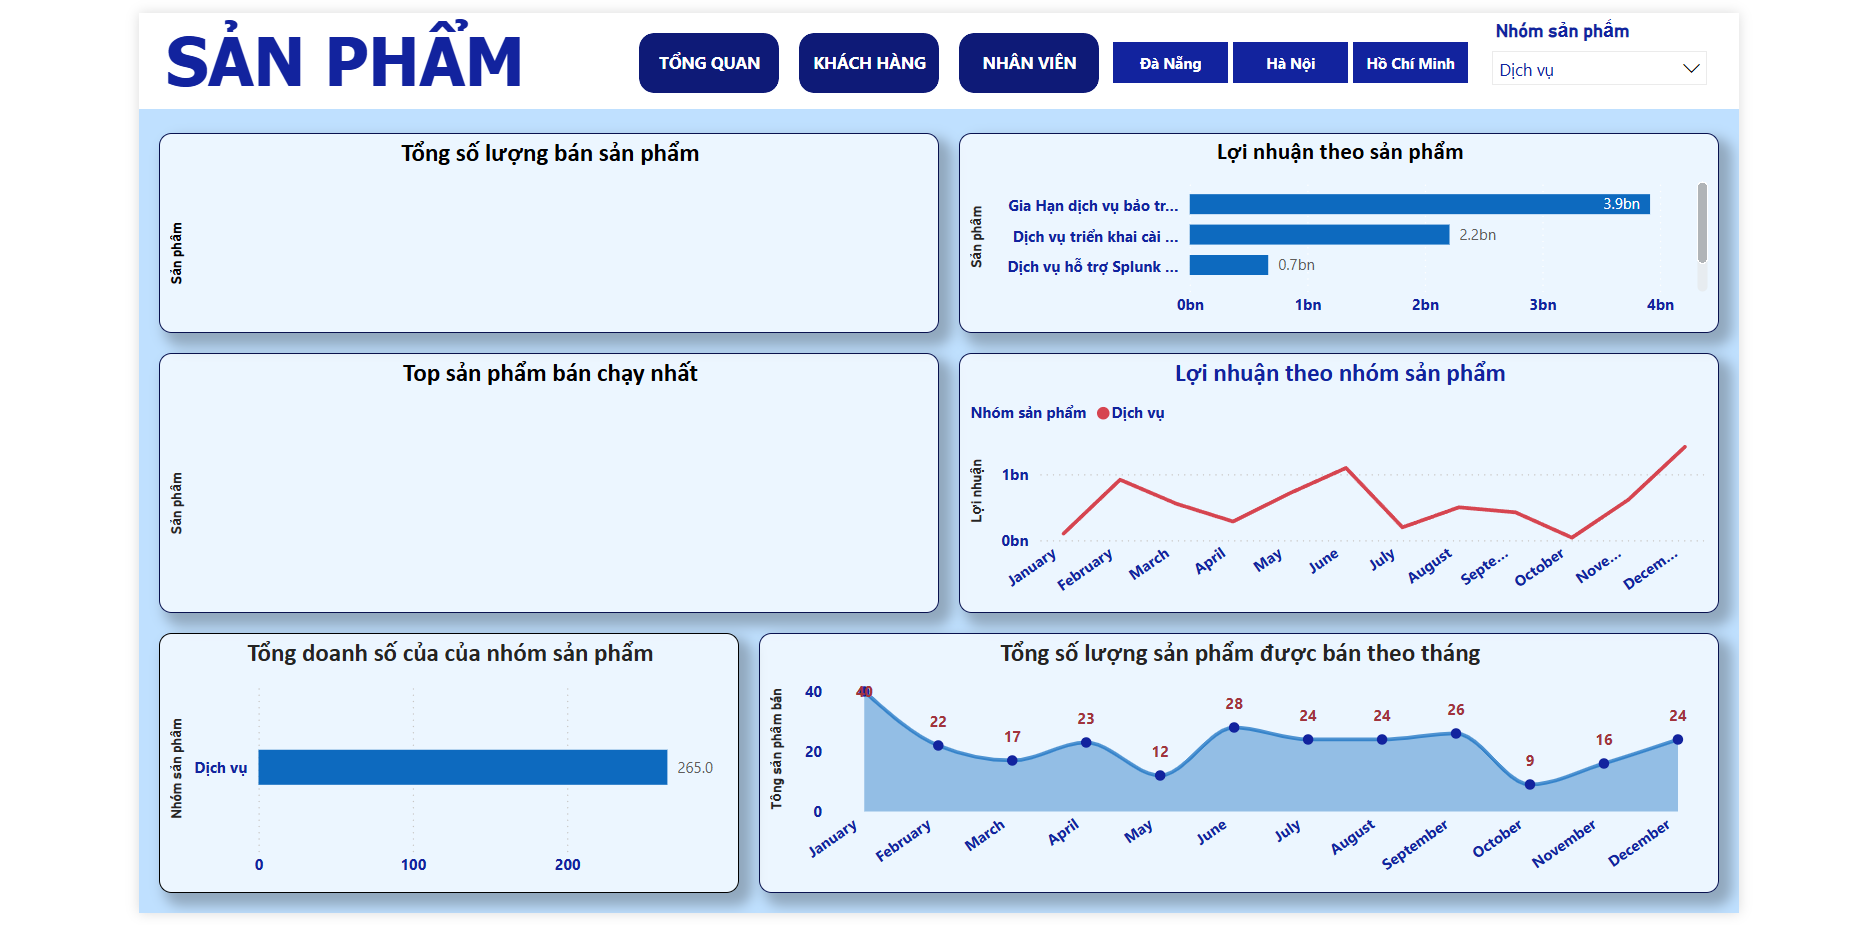 SẢN PHẨM
TỔNG QUAN
KHÁCH HÀNG
NHÂN VIÊN
Đà Nẵng
Hà Nội
Hồ Chí Minh
Nhóm sản phẩm
Dịch vụ
Tổng số lượng bán sản phẩm
Sản phẩm
Lợi nhuận theo sản phẩm
Sản phẩm
Gia Hạn dịch vụ bảo tr...
3.9bn
Dịch vụ triển khai cài ...
2.2bn
Dịch vụ hỗ trợ Splunk ...
0.7bn
0bn 1bn 2bn 3bn 4bn
Top sản phẩm bán chạy nhất
Sản phẩm
Lợi nhuận theo nhóm sản phẩm
Nhóm sản phẩm Dịch vụ
Lợi nhuận
1bn
0bn
January February March April May June July August Septe... October Nove... Decem...
Tổng doanh số của của nhóm sản phẩm
Nhóm sản phẩm
Dịch vụ
265.0
0 100 200
Tổng số lượng sản phẩm được bán theo tháng
Tổng sản phẩm bán
40
20
0
40 22 17 23 12 28 24 24 26 9 16 24
January February March April May June July August September October November December